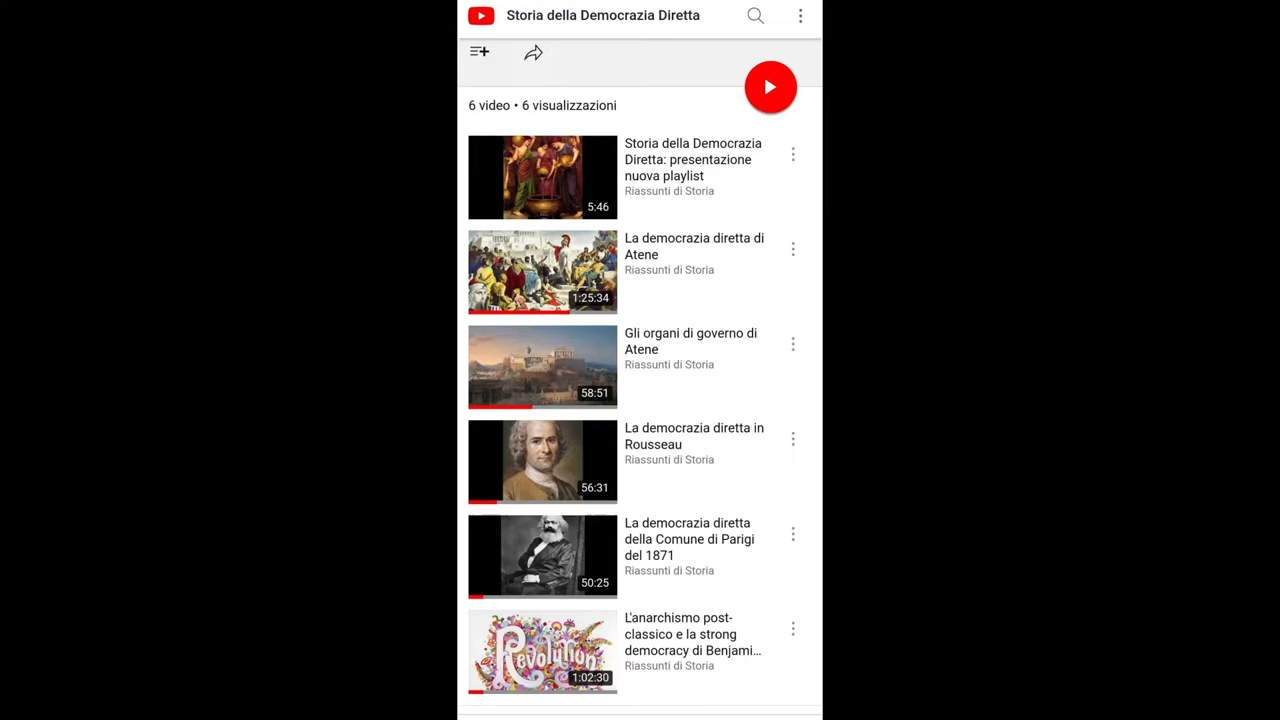 Storia della Democrazia Diretta
6 video • 6 visualizzazioni
Storia della Democrazia
Diretta: presentazione
nuova playlist
Riassunti di Storia
5:46
La democrazia diretta di
Atene
Riassunti di Storia
1:25:34
Gli organi di governo di
Atene
Riassunti di Storia
58:51
La democrazia diretta in
Rousseau
Riassunti di Storia
56:31
La democrazia diretta
della Comune di Parigi
del 1871
Riassunti di Storia
50:25
L'anarchismo post-
classico e la strong
democracy di Benjami...
Riassunti di Storia
Revolution
1:02:30